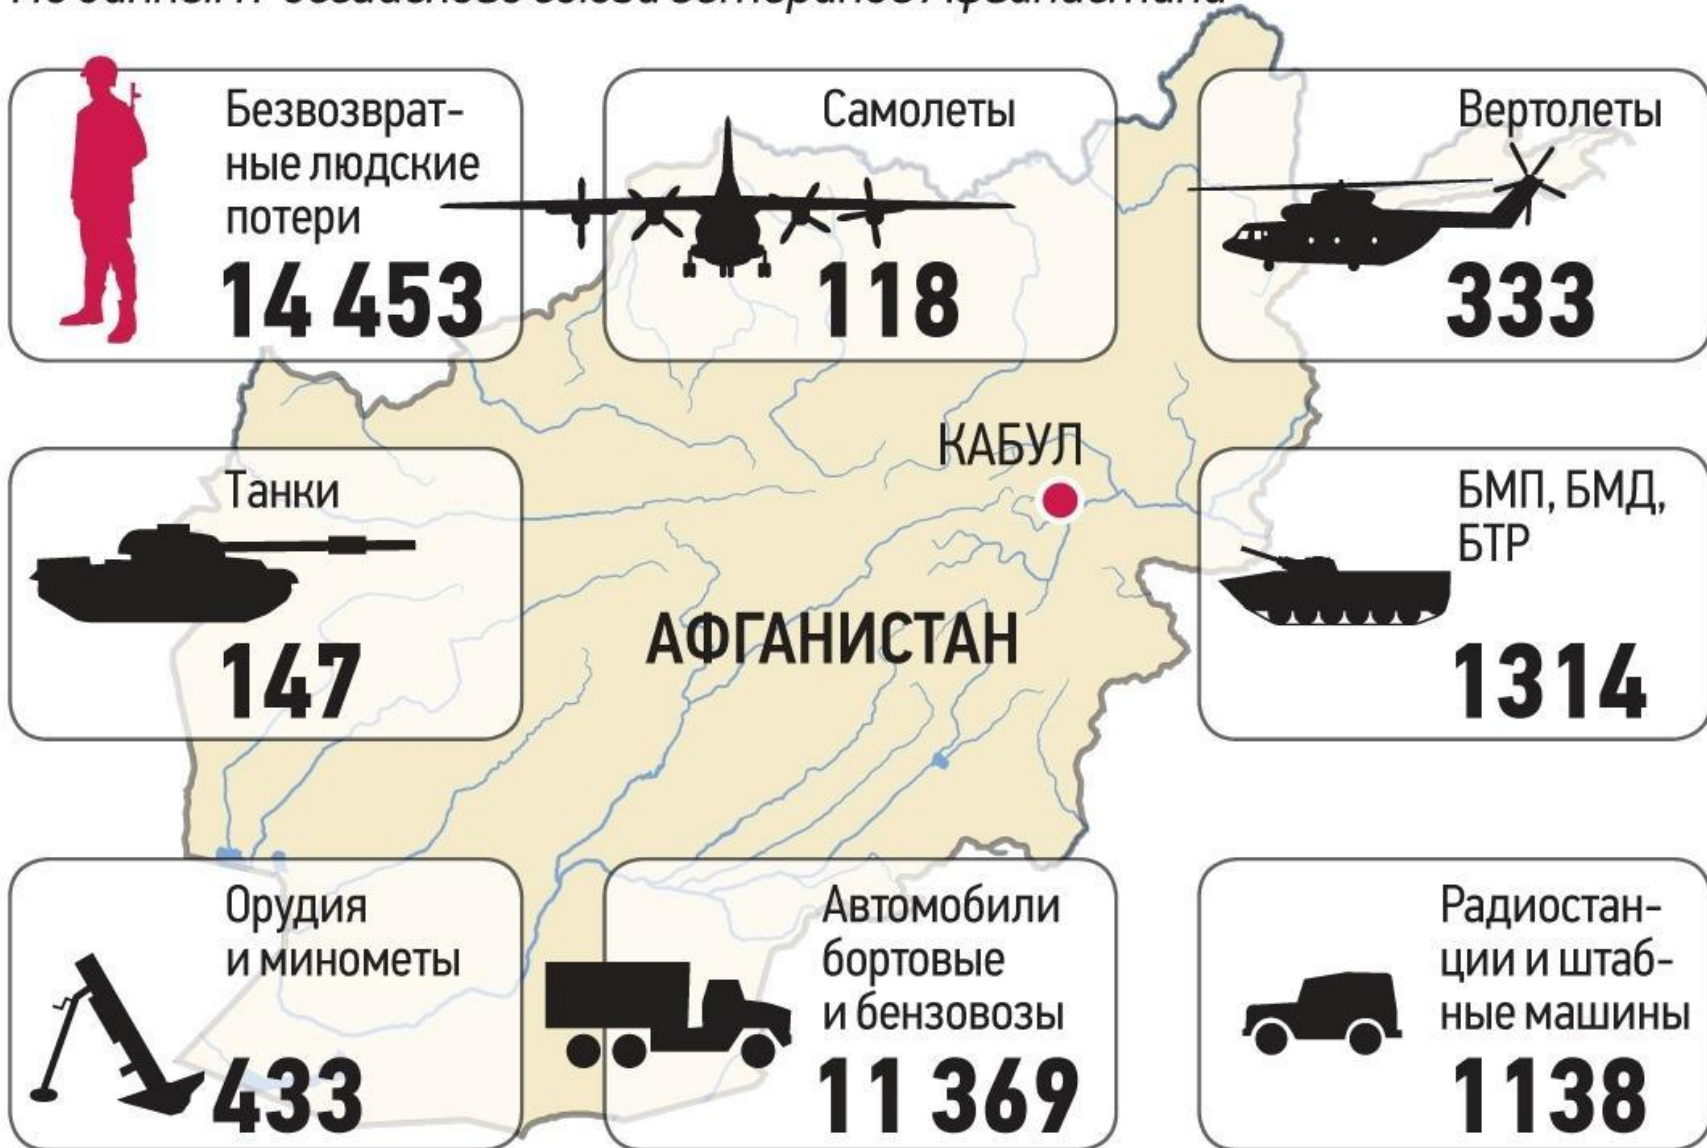 Безвозврат-
ные людские
потери
14 453
Самолеты
118
Вертолеты
333
КАБУЛ
Танки
147
БМП, БМД,
БТР
1314
АФГАНИСТАН
Орудия
и минометы
433
Автомобили
бортовые
и бензовозы
11 369
Радиостан-
ции и штаб-
ные машины
1138